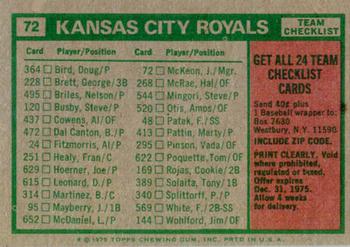 72 KANSAS CITY ROYALS TEAM CHECKLIST
Card Player/Position Card Player/Position
364 Bird, Doug/P 72 McKeon, J./Mgr.
228 Brett, George/3B 268 McRae, Hal/OF
495 Briles, Nelson/P 544 Mingori, Steve/P
120 Busby, Steve/P 520 Otis, Amos/OF
437 Cowens, Al/OF 48 Patek, F./SS
472 Dal Canton, B./P 413 Pattin, Marty/P
24 Fitzmorris, Al/P 295 Pinson, Vada/OF
251 Healy, Fran/C 622 Poquette, Tom/OF
629 Hoerner, Joe/P 169 Rojas, Cookie/2B
615 Leonard, D./P 389 Solaita, Tony/1B
314 Martinez, B./C 340 Splittorff, P./P
95 Mayberry, J./1B 569 White, F./2B-SS
652 McDaniel, L./P 144 Wohlford, Jim/OF
GET ALL 24 TEAM
CHECKLIST
CARDS
Send 40¢ plus
1 Baseball wrapper to:
Box 7630
Westbury, N.Y. 11590
INCLUDE ZIP CODE.
PRINT CLEARLY. Void
where prohibited,
regulated or taxed.
Offer expires
Dec. 31, 1975.
Allow 4 weeks
for delivery.
© 1975 TOPPS CHEWING GUM, INC. PRTD. IN U.S.A.